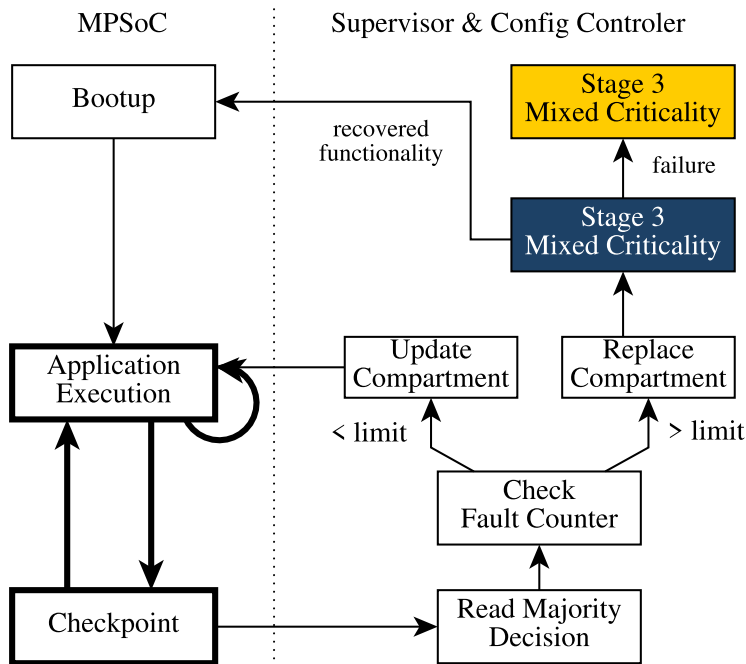 MPSoC
Supervisor & Config Controler
Bootup
Stage 3
Mixed Criticality
recovered
functionality
failure
Stage 3
Mixed Criticality
Application
Execution
Update
Compartment
Replace
Compartment
< limit
> limit
Check
Fault Counter
Checkpoint
Read Majority
Decision